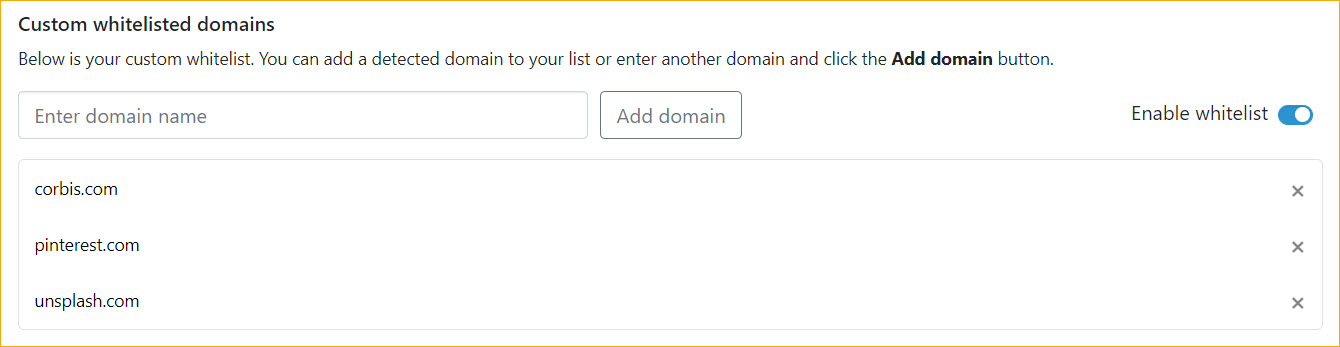 Custom whitelisted domains
Below is your custom whitelist. You can add a detected domain to your list or enter another domain and click the Add domain button.
Enter domain name
Add domain
Enable whitelist
corbis.com
pinterest.com
unsplash.com